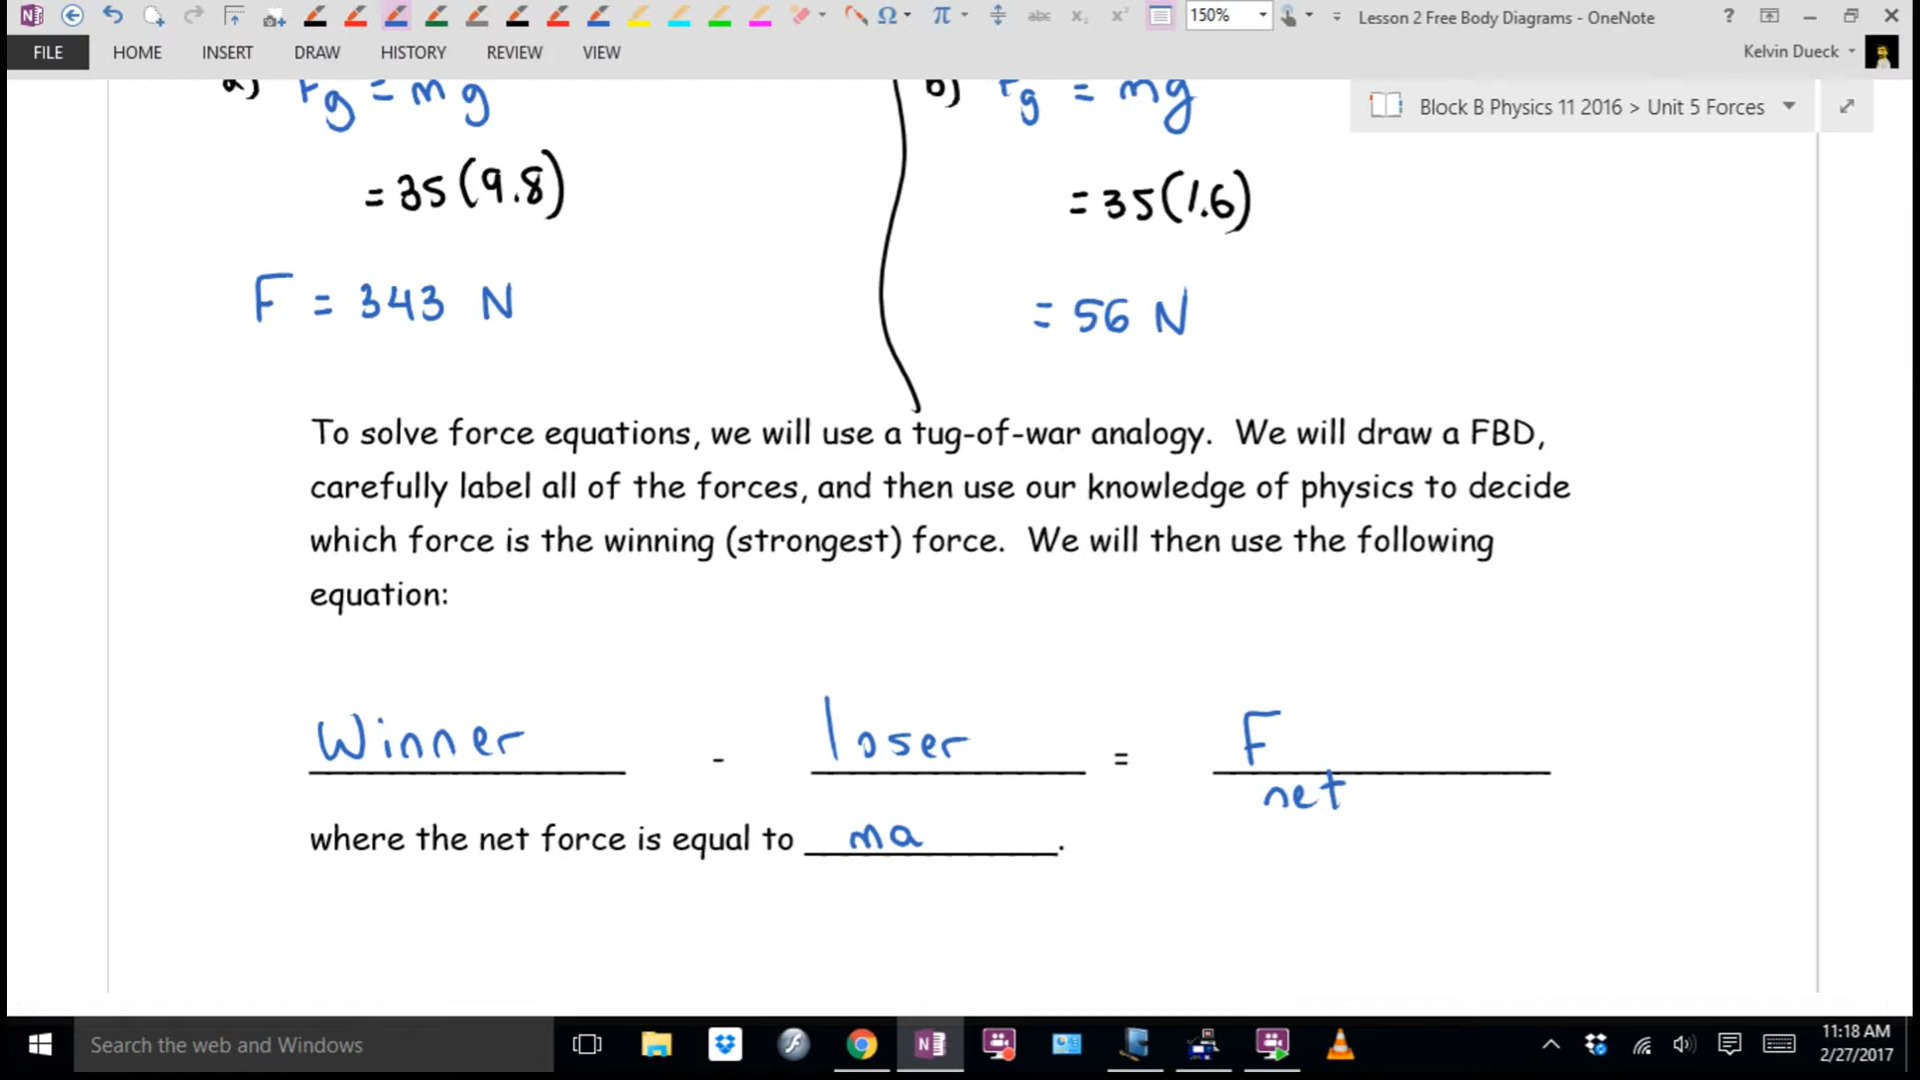 150%
Lesson 2 Free Body Diagrams - OneNote
FILE HOME INSERT DRAW HISTORY REVIEW VIEW
Kelvin Dueck
Block B Physics 11 2016 > Unit 5 Forces
a) Fg = mg
= 35(9.8)
F = 343 N
b) Fg = mg
= 35(1.6)
= 56 N
To solve force equations, we will use a tug-of-war analogy. We will draw a FBD,
carefully label all of the forces, and then use our knowledge of physics to decide
which force is the winning (strongest) force. We will then use the following
equation:
Winner - loser = F net
where the net force is equal to ma.
Search the web and Windows
11:18 AM
2/27/2017